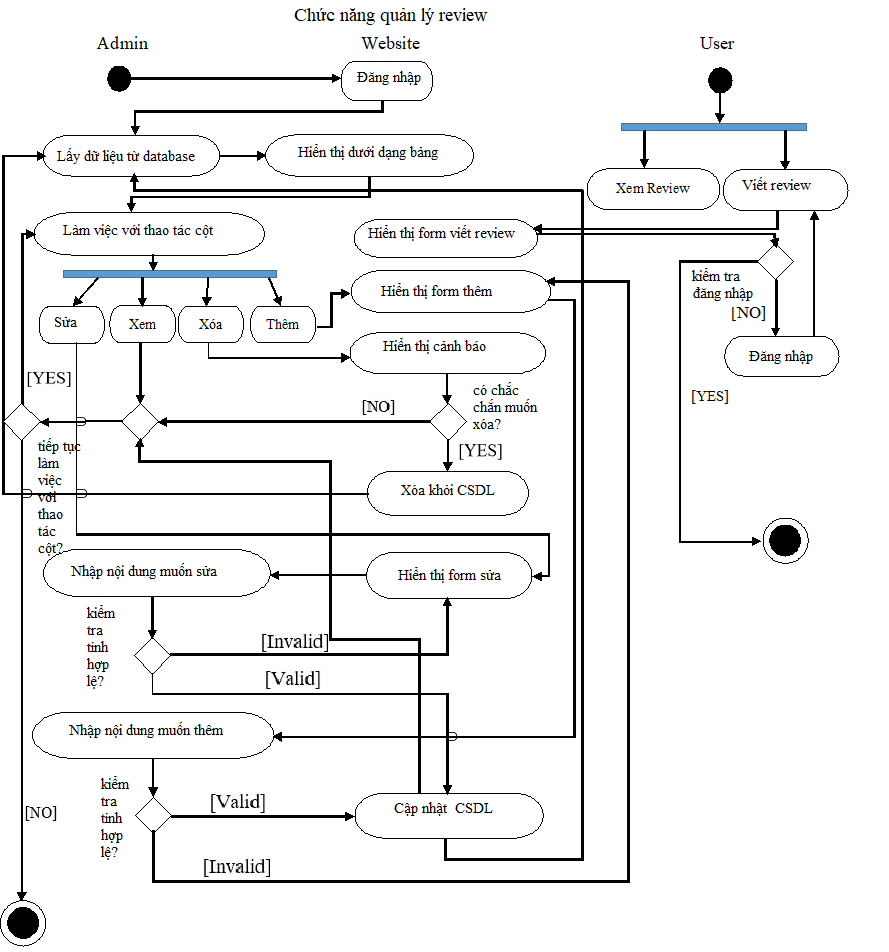 Chức năng quản lý review
Admin
Website
User
Đăng nhập
Lấy dữ liệu từ database
Hiển thị dưới dạng bảng
Xem Review
Viết review
Làm việc với thao tác cột
Hiển thị form viết review
kiểm tra
đăng nhập
[NO]
Hiển thị form thêm
Sửa
Xem
Xóa
Thêm
Hiển thị cảnh báo
Đăng nhập
[YES]
[NO]
có chắc
chắn muốn
xóa?
[YES]
[YES]
tiếp tục
làm
việc
với
thao
tác
cột?
Xóa khỏi CSDL
Nhập nội dung muốn sửa
Hiển thị form sửa
kiểm
tra
tính
hợp
lệ?
[Invalid]
[Valid]
Nhập nội dung muốn thêm
kiểm
tra
tính
hợp
lệ?
[Valid]
Cập nhật CSDL
[NO]
[Invalid]